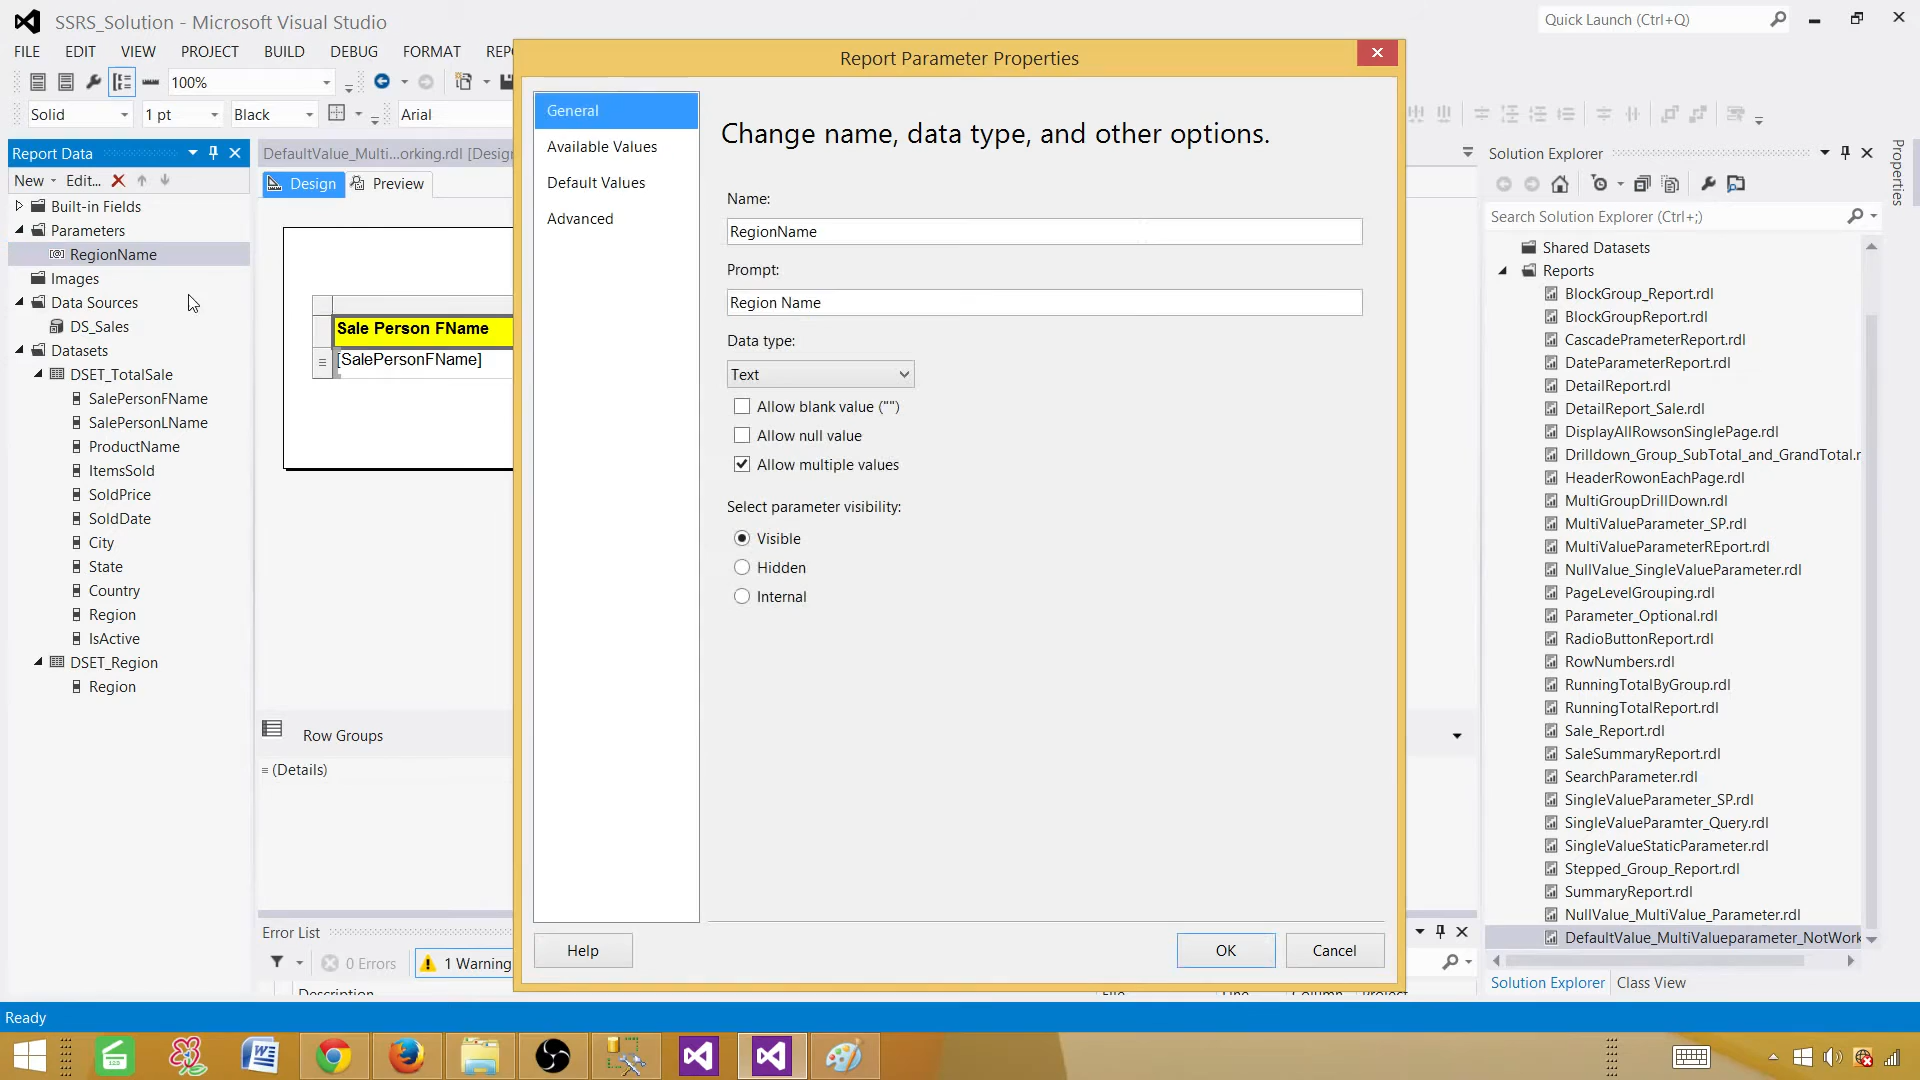 SSRS_Solution - Microsoft Visual Studio
Quick Launch (Ctrl+Q)
FILE EDIT VIEW PROJECT BUILD DEBUG FORMAT
100%
Solid 1 pt Black Arial
Report Data
New Edit...
Built-in Fields
Parameters
RegionName
Images
Data Sources
DS_Sales
Datasets
DSET_TotalSale
SalePersonFName
SalePersonLName
ProductName
ItemsSold
SoldPrice
SoldDate
City
State
Country
Region
IsActive
DSET_Region
Region
DefaultValue_Multi...orking.rdl [Design
Design Preview
Sale Person FName
[SalePersonFName]
Row Groups
(Details)
Error List
0 Errors 1 Warning
Description
Report Parameter Properties
General
Available Values
Default Values
Advanced
Change name, data type, and other options.
Name:
RegionName
Prompt:
Region Name
Data type:
Text
Allow blank value ("")
Allow null value
Allow multiple values
Select parameter visibility:
Visible
Hidden
Internal
Help OK Cancel
File Line Column Project
Solution Explorer
Search Solution Explorer (Ctrl+;)
Shared Datasets
Reports
BlockGroup_Report.rdl
BlockGroupReport.rdl
CascadePrameterReport.rdl
DateParameterReport.rdl
DetailReport.rdl
DetailReport_Sale.rdl
DisplayAllRowsonSinglePage.rdl
Drilldown_Group_SubTotal_and_GrandTotal.r
HeaderRowonEachPage.rdl
MultiGroupDrillDown.rdl
MultiValueParameter_SP.rdl
MultiValueParameterREport.rdl
NullValue_SingleValueParameter.rdl
PageLevelGrouping.rdl
Parameter_Optional.rdl
RadioButtonReport.rdl
RowNumbers.rdl
RunningTotalByGroup.rdl
RunningTotalReport.rdl
Sale_Report.rdl
SaleSummaryReport.rdl
SearchParameter.rdl
SingleValueParameter_SP.rdl
SingleValueParamter_Query.rdl
SingleValueStaticParameter.rdl
Stepped_Group_Report.rdl
SummaryReport.rdl
NullValue_MultiValue_Parameter.rdl
DefaultValue_MultiValueparameter_NotWork
Solution Explorer Class View
Properties
Ready